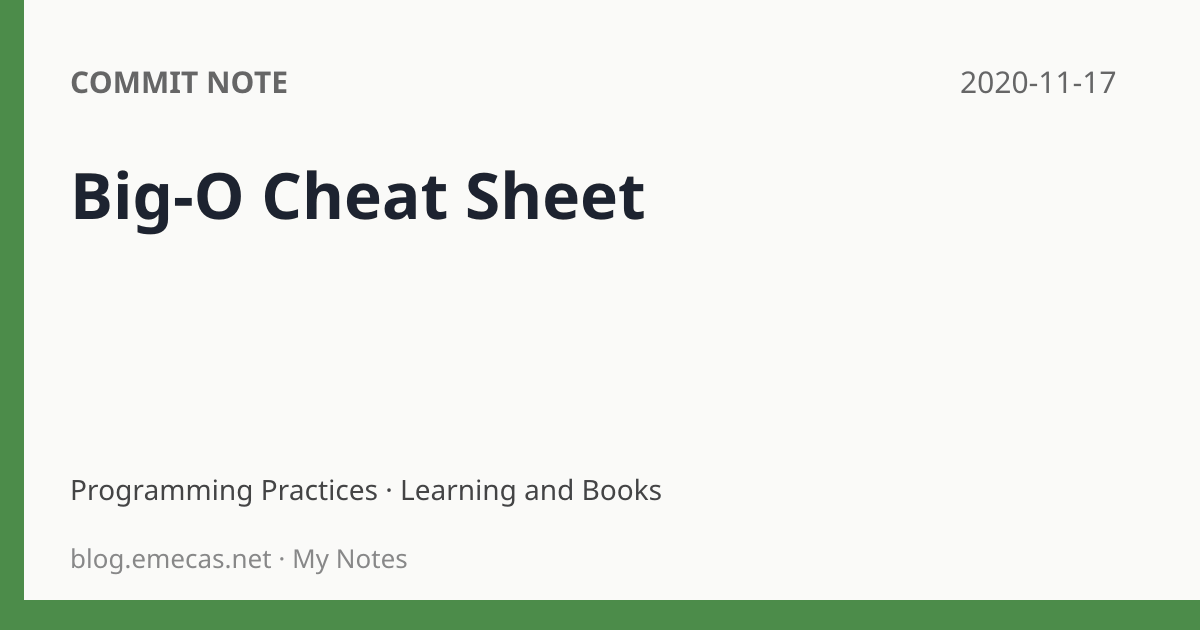 COMMIT NOTE
2020-11-17
Big-O Cheat Sheet
Programming Practices · Learning and Books
blog.emecas.net · My Notes